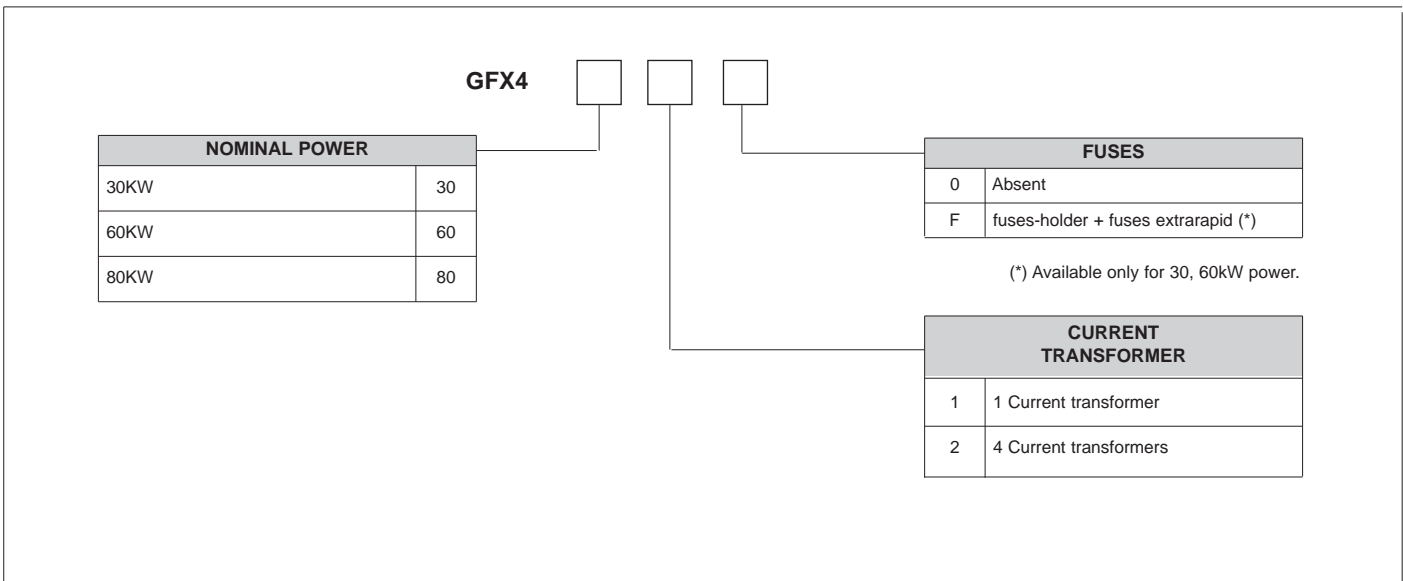 GFX4
NOMINAL POWER
30KW 30
60KW 60
80KW 80
FUSES
0 Absent
F fuses-holder + fuses extrarapid (*)
(*) Available only for 30, 60kW power.
CURRENT
TRANSFORMER
1 1 Current transformer
2 4 Current transformers